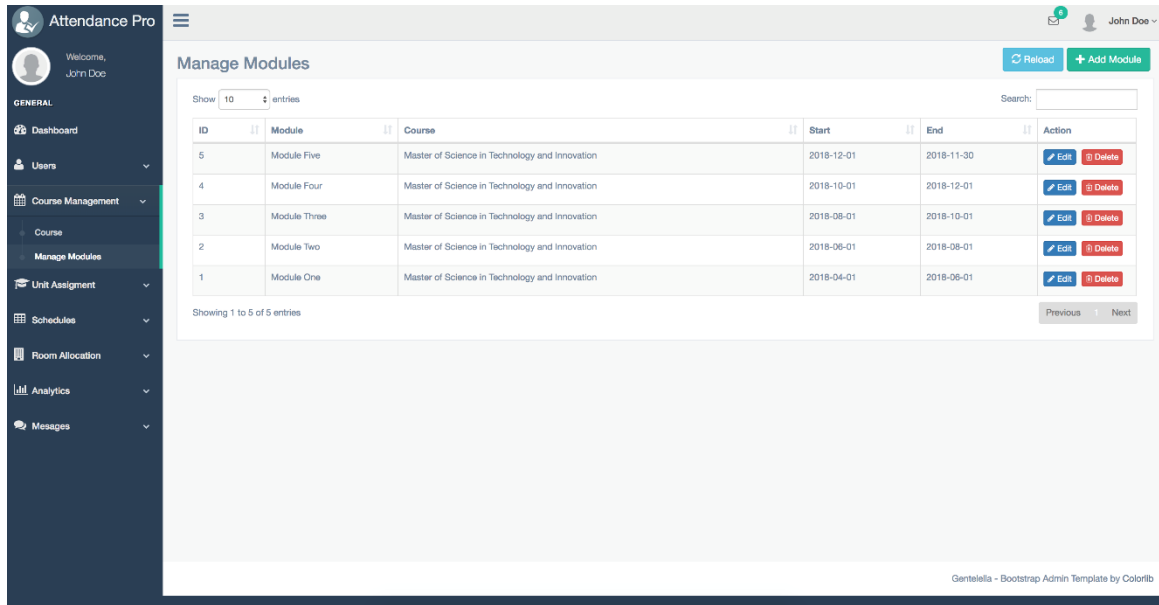 Attendance Pro
6
John Doe
Welcome,
John Doe
GENERAL
Dashboard
Users
Course Management
Course
Manage Modules
Unit Assigment
Schedules
Room Allocation
Analytics
Mesages
Manage Modules
Reload
Add Module
Show 10 entries
Search:
ID Module Course Start End Action
5 Module Five Master of Science in Technology and Innovation 2018-12-01 2018-11-30 Edit Delete
4 Module Four Master of Science in Technology and Innovation 2018-10-01 2018-12-01 Edit Delete
3 Module Three Master of Science in Technology and Innovation 2018-08-01 2018-10-01 Edit Delete
2 Module Two Master of Science in Technology and Innovation 2018-06-01 2018-08-01 Edit Delete
1 Module One Master of Science in Technology and Innovation 2018-04-01 2018-06-01 Edit Delete
Showing 1 to 5 of 5 entries
Previous 1 Next
Gentelella - Bootstrap Admin Template by Colorlib